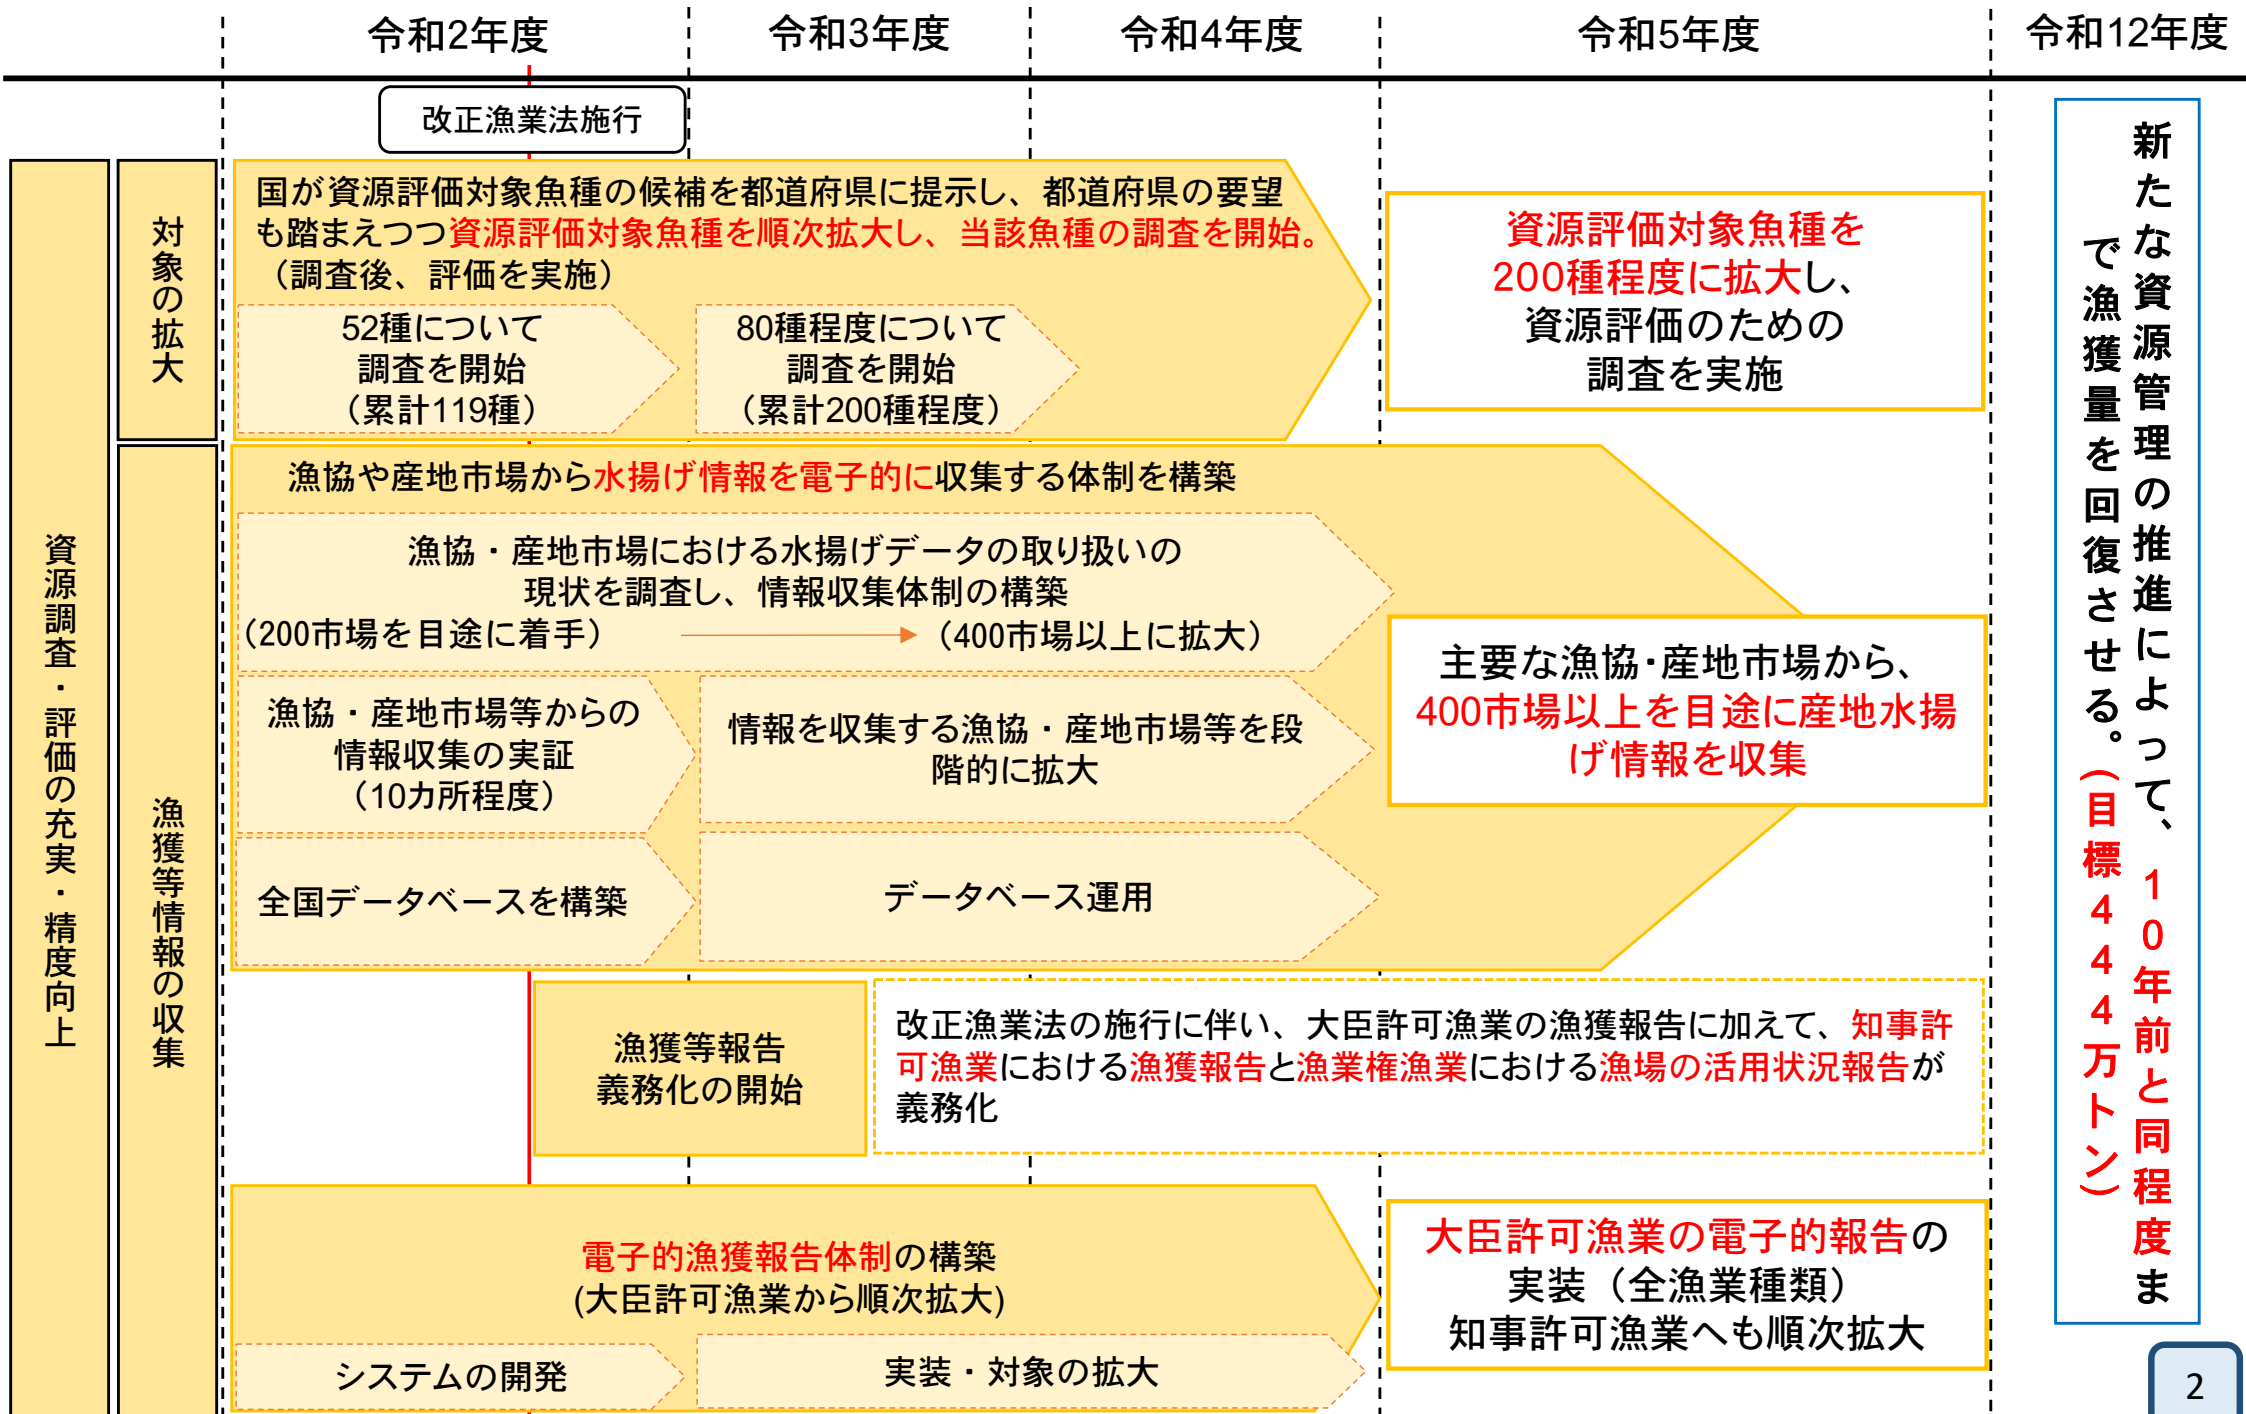 令和2年度
令和3年度
令和4年度
令和5年度
令和12年度
改正漁業法施行
資源調査・評価の充実・精度向上
対象の拡大
国が資源評価対象魚種の候補を都道府県に提示し、都道府県の要望
も踏まえつつ資源評価対象魚種を順次拡大し、当該魚種の調査を開始。
（調査後、評価を実施）
52種について
調査を開始
（累計119種）
80種程度について
調査を開始
（累計200種程度）
資源評価対象魚種を
200種程度に拡大し、
資源評価のための
調査を実施
漁獲等情報の収集
漁協や産地市場から水揚げ情報を電子的に収集する体制を構築
漁協・産地市場における水揚げデータの取り扱いの
現状を調査し、情報収集体制の構築
（200市場を目途に着手）
（400市場以上に拡大）
漁協・産地市場等からの
情報収集の実証
（10カ所程度）
情報を収集する漁協・産地市場等を段
階的に拡大
全国データベースを構築
データベース運用
主要な漁協・産地市場から、
400市場以上を目途に産地水揚
げ情報を収集
漁獲等報告
義務化の開始
改正漁業法の施行に伴い、大臣許可漁業の漁獲報告に加えて、知事許
可漁業における漁獲報告と漁業権漁業における漁場の活用状況報告が
義務化
電子的漁獲報告体制の構築
(大臣許可漁業から順次拡大)
システムの開発
実装・対象の拡大
大臣許可漁業の電子的報告の
実装（全漁業種類）
知事許可漁業へも順次拡大
新たな資源管理の推進によって、10年前と同程度ま
で漁獲量を回復させる。(目標444万トン)
2